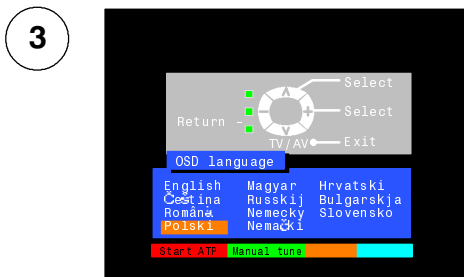 3
Select
Select
Return -
TV/AV Exit
OSD language
English Magyar Hrvatski
Čeština Russkij Bulgarskja
Româna Nemecky Slovensko
Polski Nemački
Start ATP Manual tune